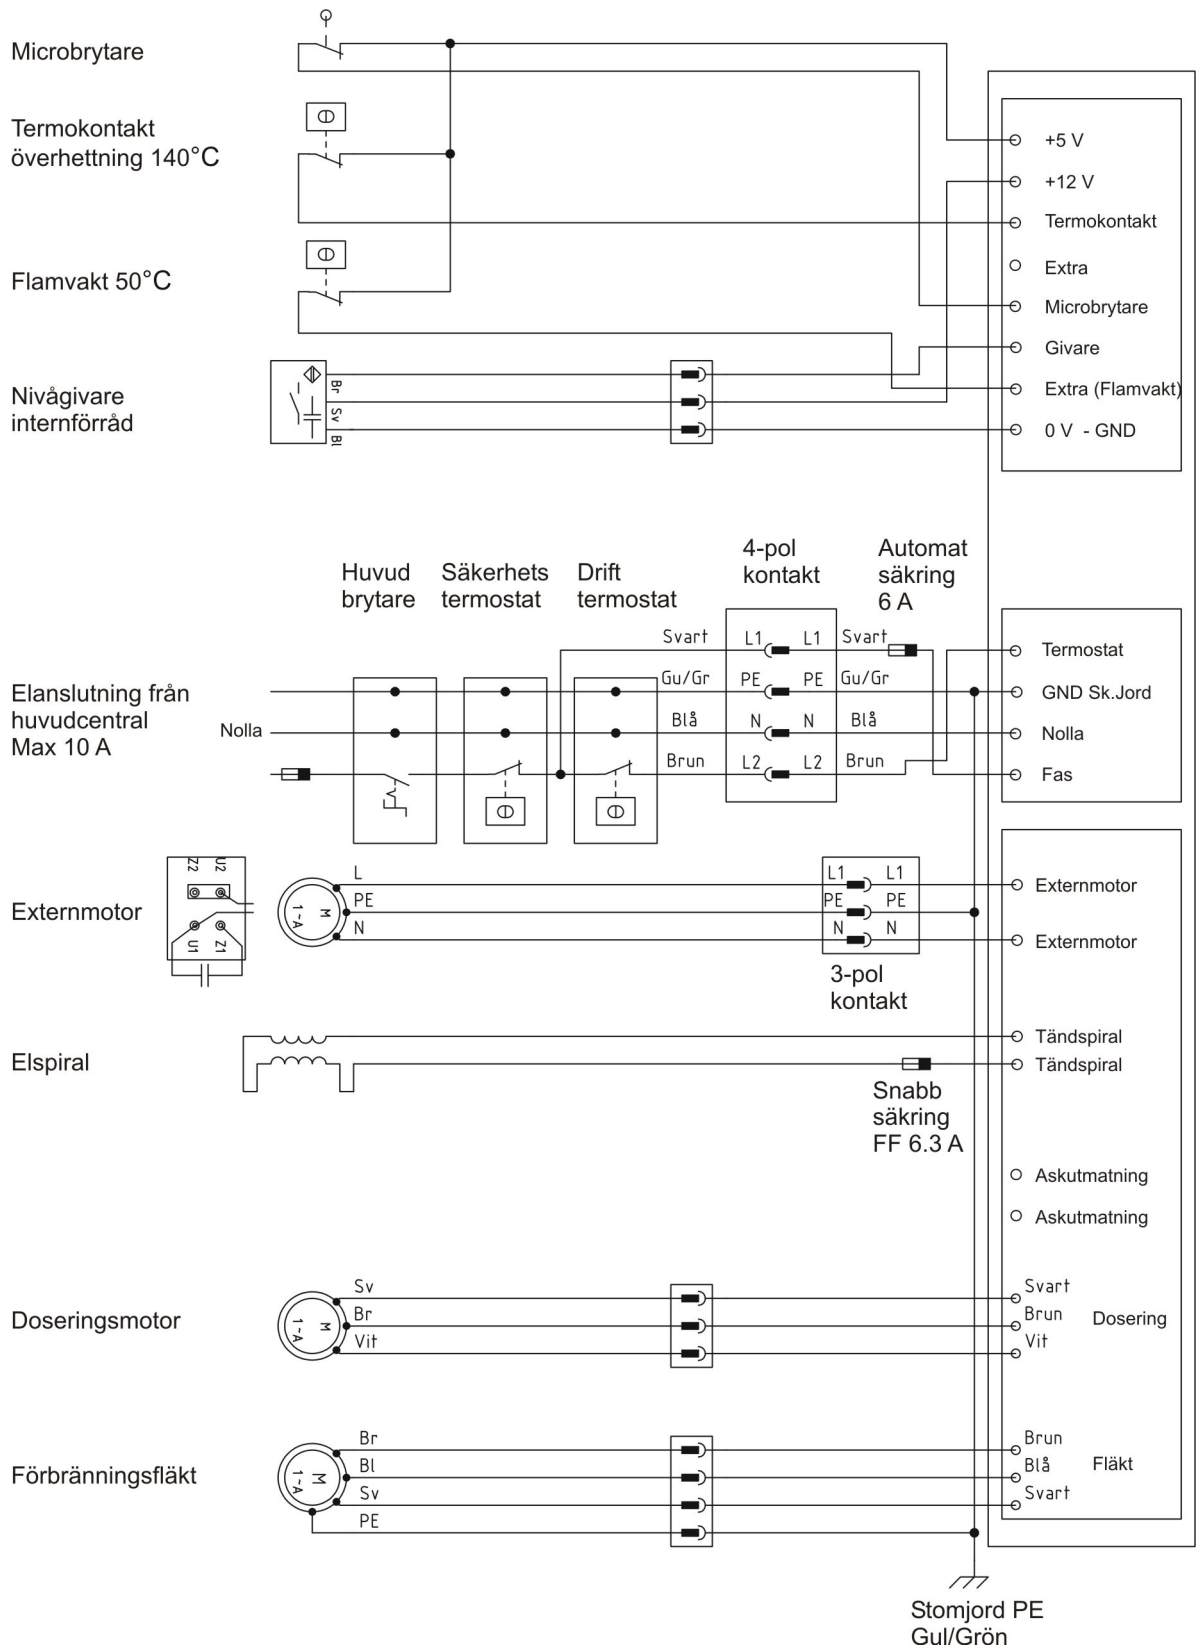 Microbrytare
Termokontakt
överhettning 140°C
Flamvakt 50°C
Nivågivare
internförråd
Br
Sv
Bl
+5 V
+12 V
Termokontakt
Extra
Microbrytare
Givare
Extra (Flamvakt)
0 V - GND
Huvud
brytare
Säkerhets
termostat
Drift
termostat
4-pol
kontakt
Automat
säkring
6 A
Elanslutning från
huvudcentral
Max 10 A
Nolla
Svart L1 L1 Svart
Gu/Gr PE PE Gu/Gr
Blå N N Blå
Brun L2 L2 Brun
Termostat
GND Sk.Jord
Nolla
Fas
Externmotor
Z2 U2
U1 Z1
M
1~A
L
PE
N
L1 L1
PE PE
N N
3-pol
kontakt
Externmotor
Externmotor
Elspiral
Tändspiral
Tändspiral
Snabb
säkring
FF 6.3 A
Askutmatning
Askutmatning
Doseringsmotor
M
1~A
Sv
Br
Vit
Svart
Brun
Vit
Dosering
Förbränningsfläkt
M
1~A
Br
Bl
Sv
PE
Brun
Blå
Svart
Fläkt
Stomjord PE
Gul/Grön